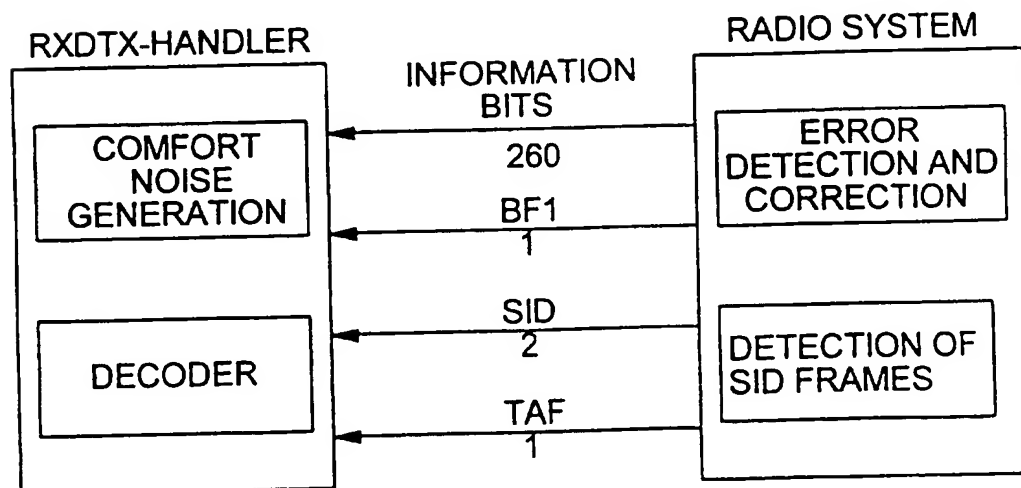 RXDTX-HANDLER
RADIO SYSTEM
INFORMATION
BITS
260
COMFORT
NOISE
GENERATION
ERROR
DETECTION AND
CORRECTION
BF1
1
SID
2
DECODER
DETECTION OF
SID FRAMES
TAF
1